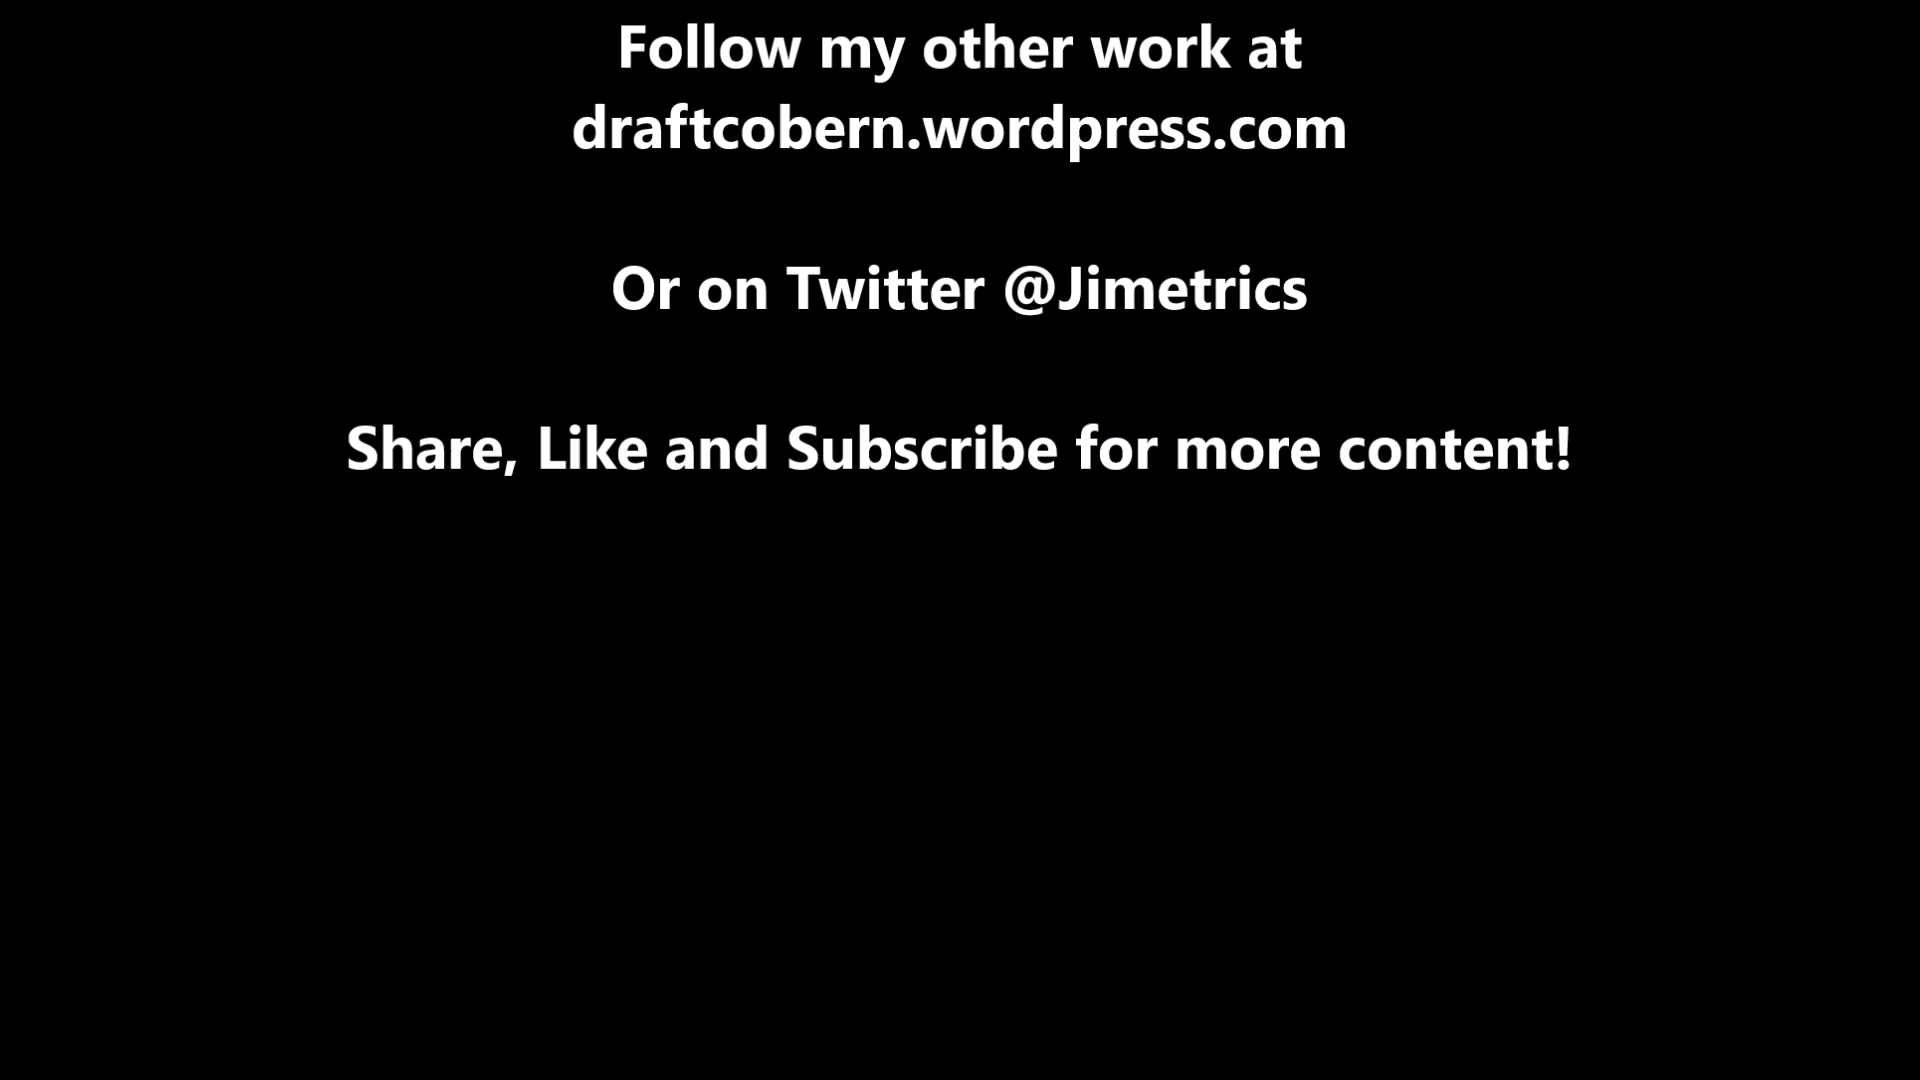 Follow my other work at
draftcobern.wordpress.com
Or on Twitter @Jimetrics
Share, Like and Subscribe for more content!